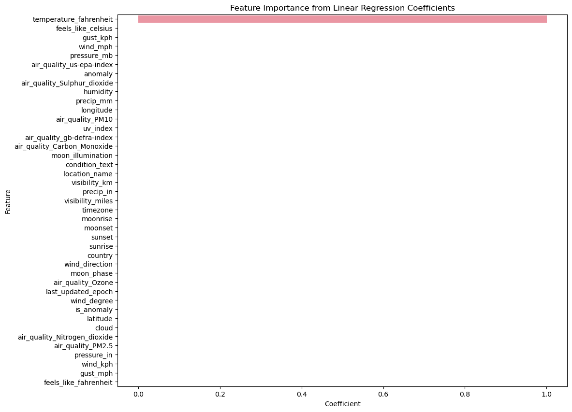 Feature Importance from Linear Regression Coefficients
Feature
temperature_fahrenheit
feels_like_celsius
gust_kph
wind_mph
pressure_mb
air_quality_us-epa-index
anomaly
air_quality_Sulphur_dioxide
humidity
precip_mm
longitude
air_quality_PM10
uv_index
air_quality_gb-defra-index
air_quality_Carbon_Monoxide
moon_illumination
condition_text
location_name
visibility_km
precip_in
visibility_miles
timezone
moonrise
moonset
sunset
sunrise
country
wind_direction
moon_phase
air_quality_Ozone
last_updated_epoch
wind_degree
is_anomaly
latitude
cloud
air_quality_Nitrogen_dioxide
air_quality_PM2.5
pressure_in
wind_kph
gust_mph
feels_like_fahrenheit
0.0 0.2 0.4 0.6 0.8 1.0
Coefficient